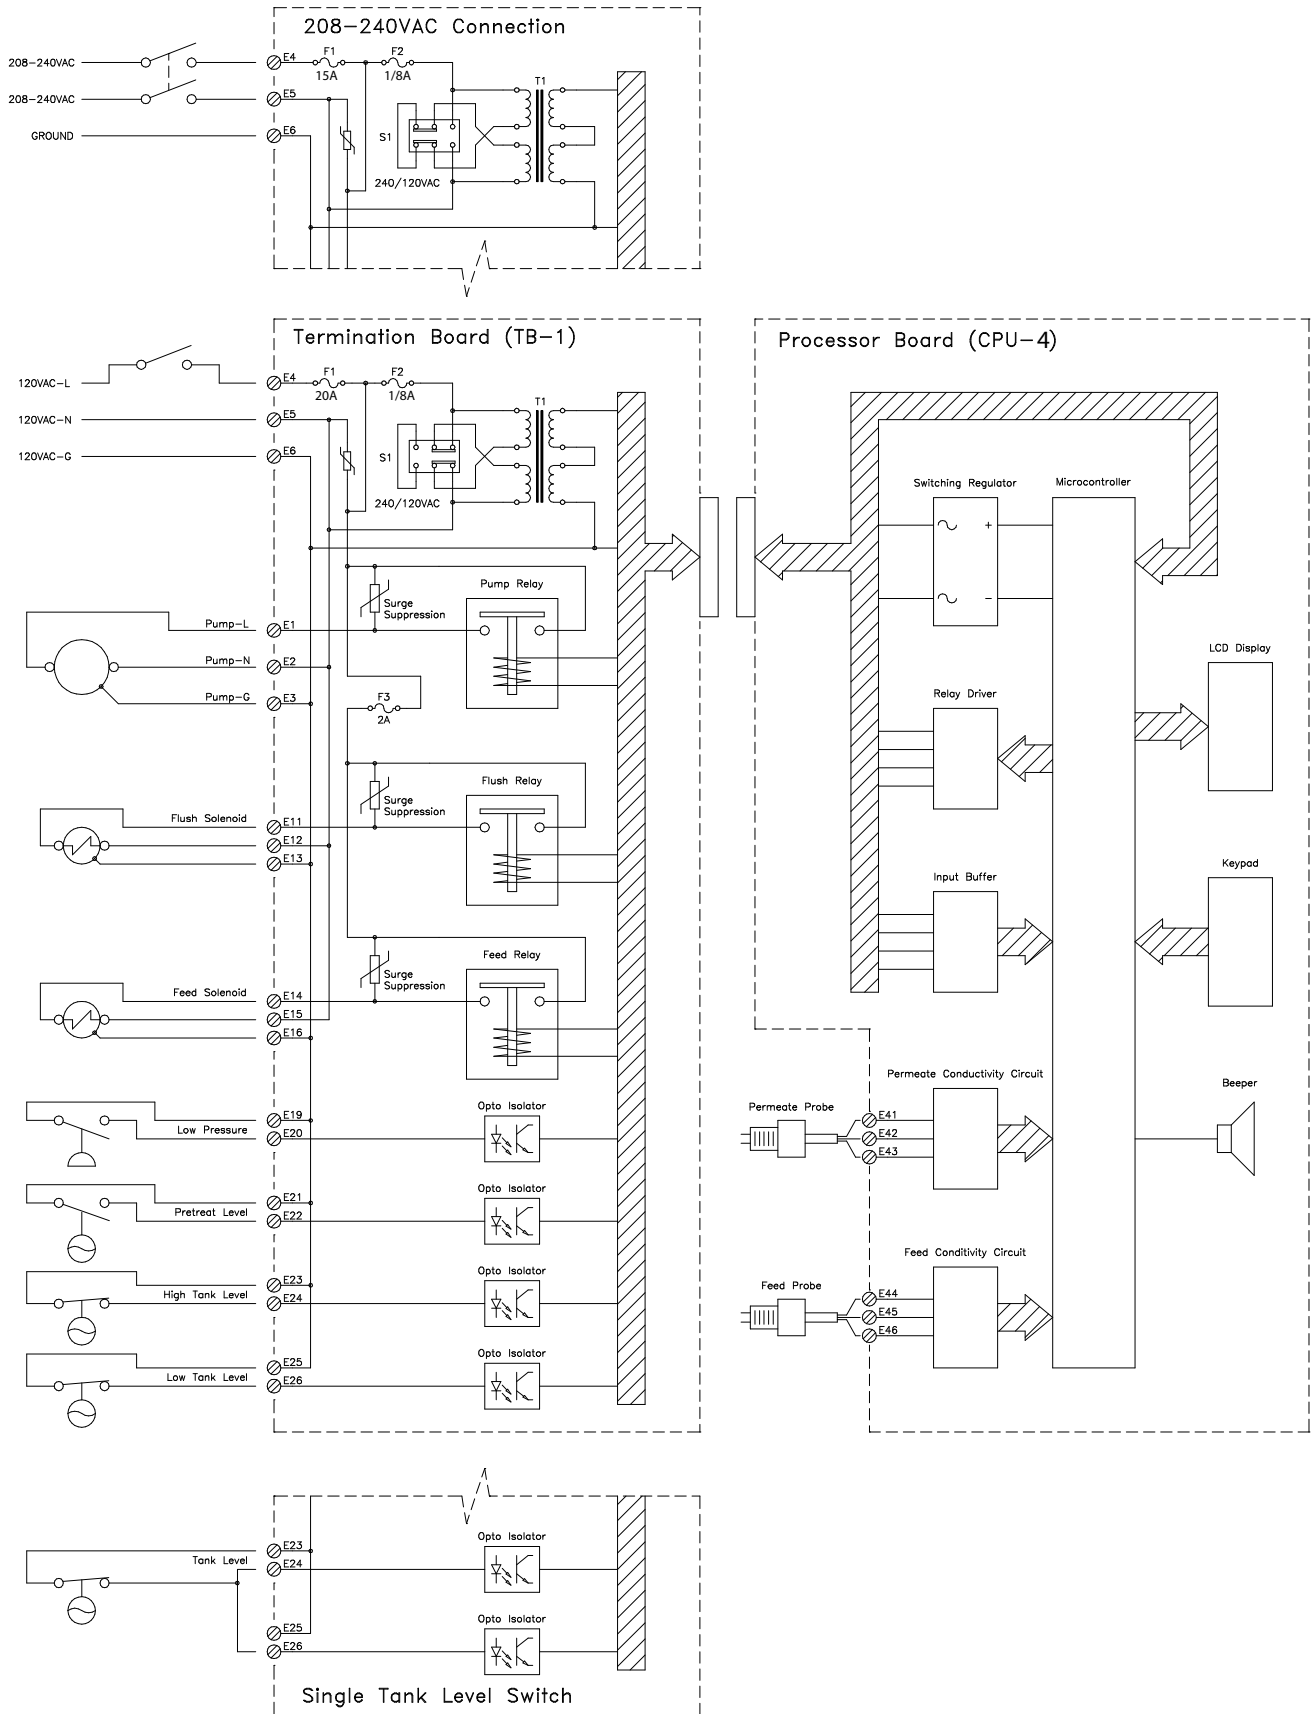 208-240VAC Connection
208-240VAC
E4
F1
15A
F2
1/8A
T1
208-240VAC
E5
GROUND
E6
S1
240/120VAC
Termination Board (TB-1)
Processor Board (CPU-4)
120VAC-L
E4
F1
20A
F2
1/8A
T1
120VAC-N
E5
120VAC-G
E6
S1
240/120VAC
Switching Regulator
Microcontroller
+
-
Surge
Suppression
Pump Relay
Pump-L
E1
Pump-N
E2
Pump-G
E3
F3
2A
LCD Display
Relay Driver
Flush Relay
Surge
Suppression
Flush Solenoid
E11
E12
E13
Input Buffer
Keypad
Feed Relay
Surge
Suppression
Feed Solenoid
E14
E15
E16
Permeate Conductivity Circuit
Beeper
Permeate Probe
E41
E42
E43
Opto Isolator
E19
Low Pressure
E20
Opto Isolator
E21
Pretreat Level
E22
Feed Conditivity Circuit
Feed Probe
E44
E45
E46
Opto Isolator
E23
High Tank Level
E24
Opto Isolator
E25
Low Tank Level
E26
Opto Isolator
E23
Tank Level
E24
Opto Isolator
E25
E26
Single Tank Level Switch